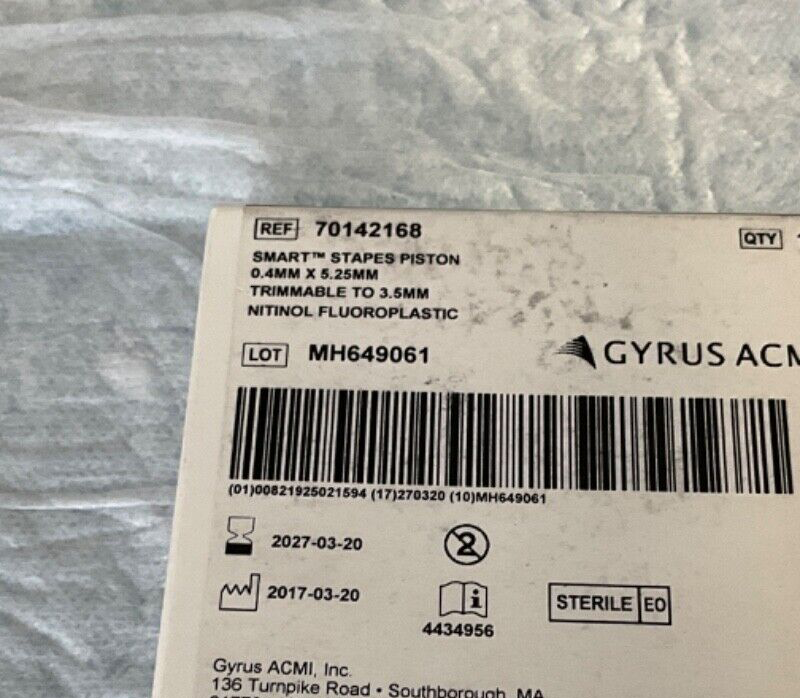 REF 70142168
QTY
SMART™ STAPES PISTON
0.4MM X 5.25MM
TRIMMABLE TO 3.5MM
NITINOL FLUOROPLASTIC
LOT MH649061
GYRUS ACM
(01)00821925021594 (17)270320 (10)MH649061
2027-03-20
2
2017-03-20
i
4434956
STERILE EO
Gyrus ACMI, Inc.
136 Turnpike Road • Southborough, MA